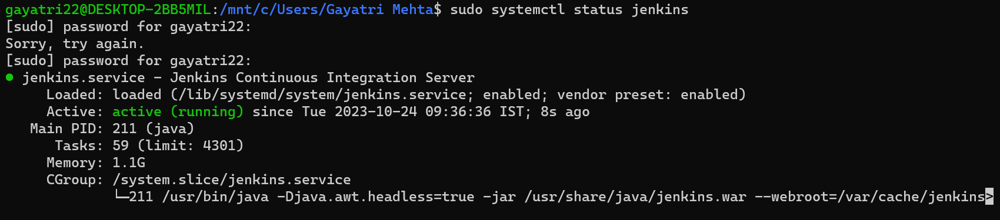 gayatri22@DESKTOP-2BB5MIL:/mnt/c/Users/Gayatri Mehta$ sudo systemctl status jenkins
[sudo] password for gayatri22:
Sorry, try again.
[sudo] password for gayatri22:
● jenkins.service - Jenkins Continuous Integration Server
     Loaded: loaded (/lib/systemd/system/jenkins.service; enabled; vendor preset: enabled)
     Active: active (running) since Tue 2023-10-24 09:36:36 IST; 8s ago
   Main PID: 211 (java)
      Tasks: 59 (limit: 4301)
     Memory: 1.1G
     CGroup: /system.slice/jenkins.service
             └─211 /usr/bin/java -Djava.awt.headless=true -jar /usr/share/java/jenkins.war --webroot=/var/cache/jenkins>